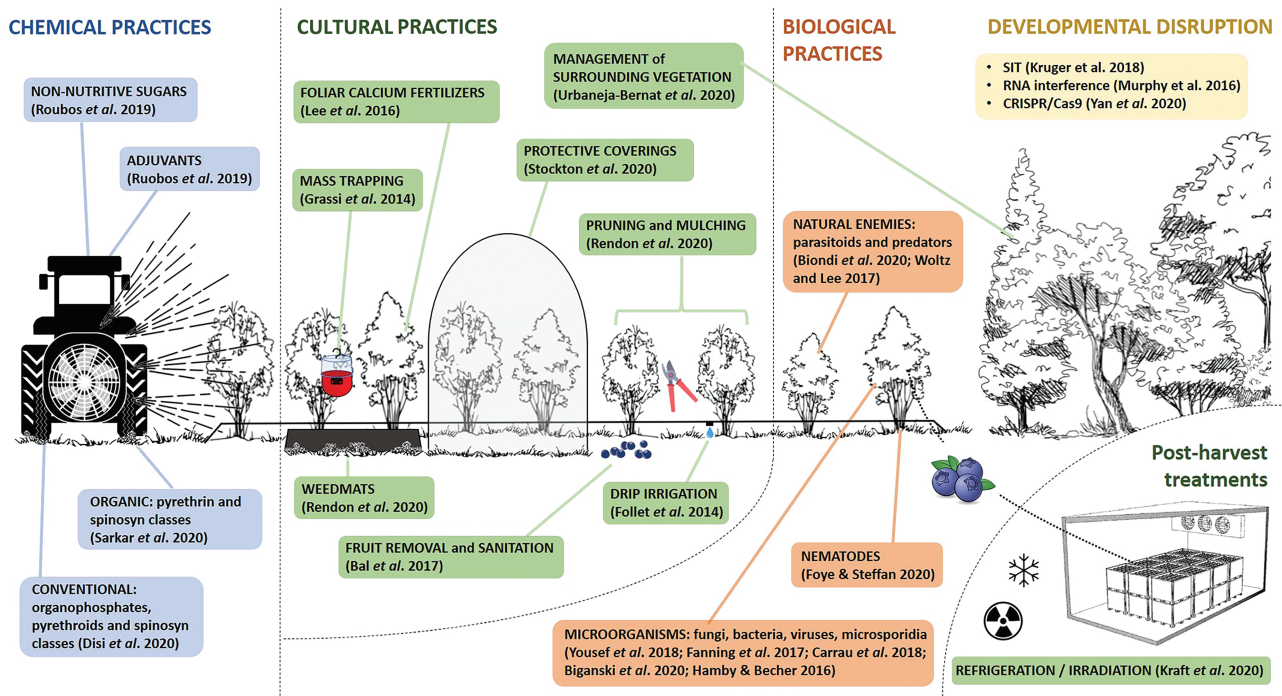 CHEMICAL PRACTICES
NON-NUTRITIVE SUGARS
(Roubos et al. 2019)
ADJUVANTS
(Ruobos et al. 2019)
ORGANIC: pyrethrin and
spinosyn classes
(Sarkar et al. 2020)
CONVENTIONAL:
organophosphates,
pyrethroids and spinosyn
classes (Disi et al. 2020)
CULTURAL PRACTICES
FOLIAR CALCIUM FERTILIZERS
(Lee et al. 2016)
MASS TRAPPING
(Grassi et al. 2014)
MANAGEMENT of
SURROUNDING VEGETATION
(Urbaneja-Bernat et al. 2020)
PROTECTIVE COVERINGS
(Stockton et al. 2020)
PRUNING and MULCHING
(Rendon et al. 2020)
WEEDMATS
(Rendon et al. 2020)
DRIP IRRIGATION
(Follet et al. 2014)
FRUIT REMOVAL and SANITATION
(Bal et al. 2017)
BIOLOGICAL
PRACTICES
NATURAL ENEMIES:
parasitoids and predators
(Biondi et al. 2020; Woltz
and Lee 2017)
NEMATODES
(Foye & Steffan 2020)
MICROORGANISMS: fungi, bacteria, viruses, microsporidia
(Yousef et al. 2018; Fanning et al. 2017; Carrau et al. 2018;
Biganski et al. 2020; Hamby & Becher 2016)
DEVELOPMENTAL DISRUPTION
• SIT (Kruger et al. 2018)
• RNA interference (Murphy et al. 2016)
• CRISPR/Cas9 (Yan et al. 2020)
Post-harvest
treatments
REFRIGERATION / IRRADIATION (Kraft et al. 2020)